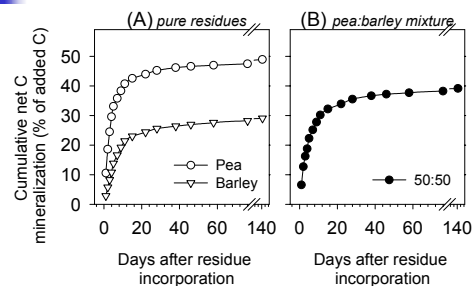 (A) pure residues
(B) pea:barley mixture
Cumulative net C
mineralization (% of added C)
50
40
30
20
10
0
Pea
Barley
50:50
0 20 40 60 140
0 20 40 60 140
Days after residue
incorporation
Days after residue
incorporation